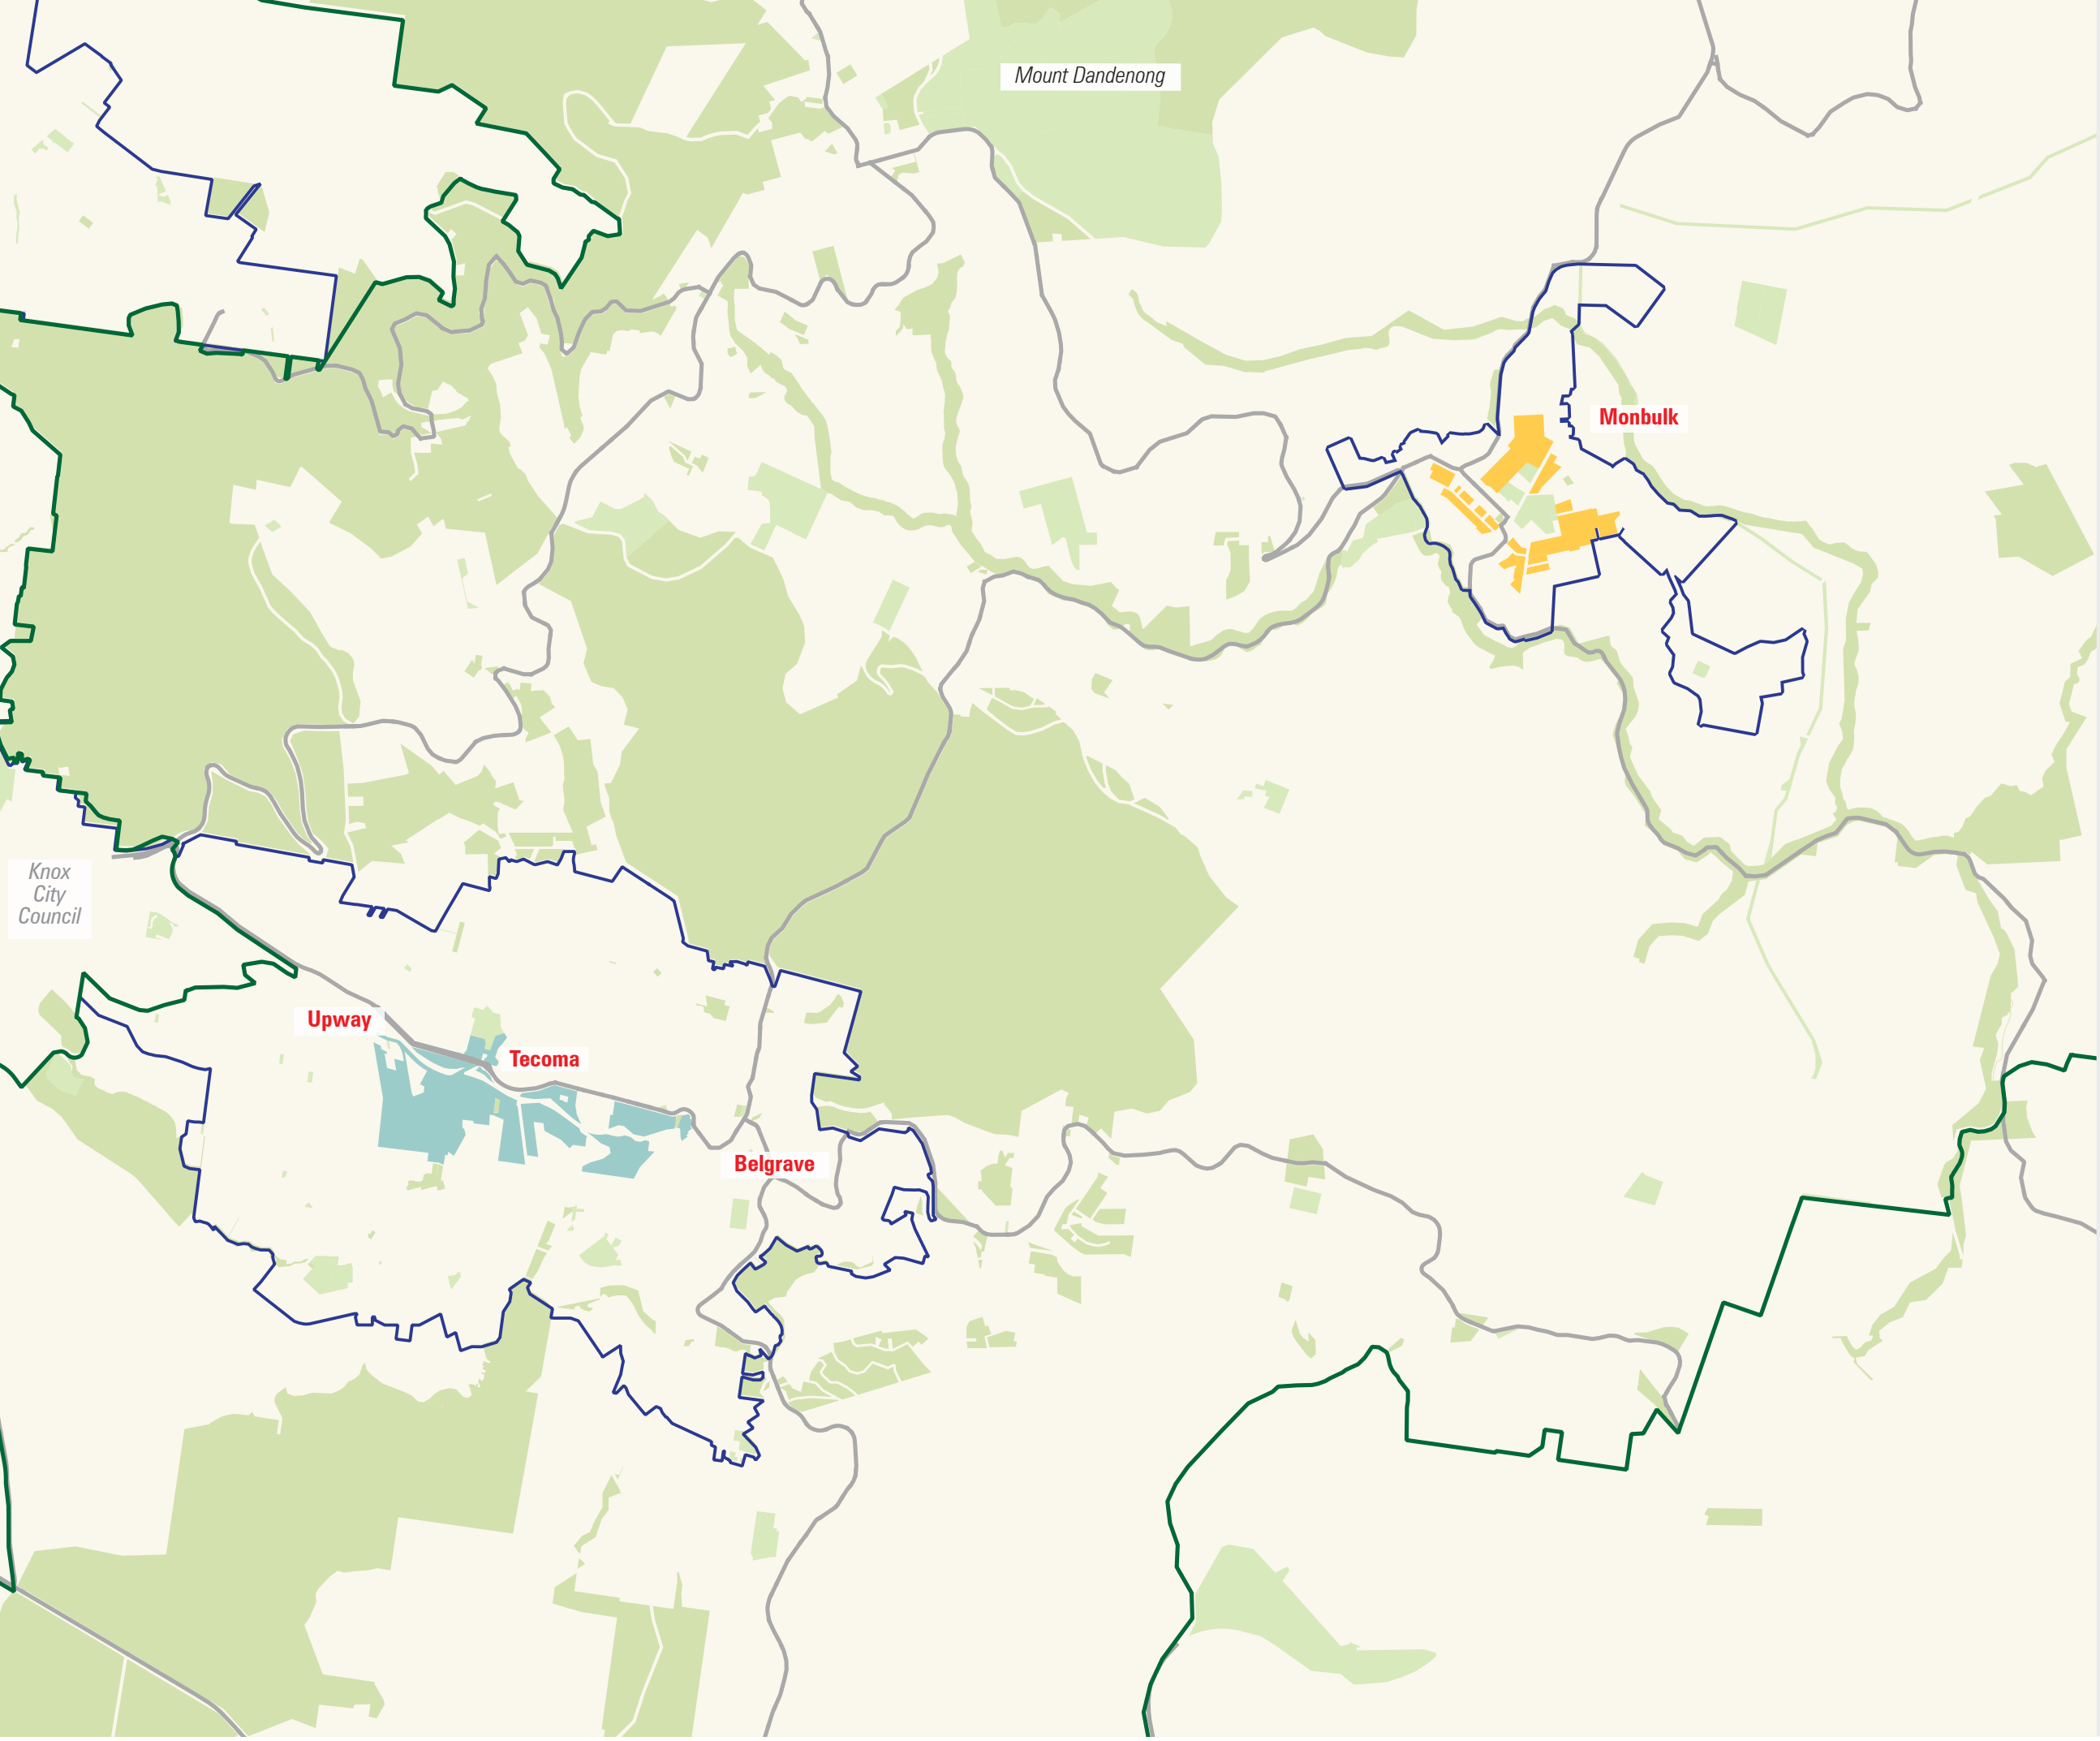 Mount Dandenong
Monbulk
Knox
City
Council
Upway
Tecoma
Belgrave